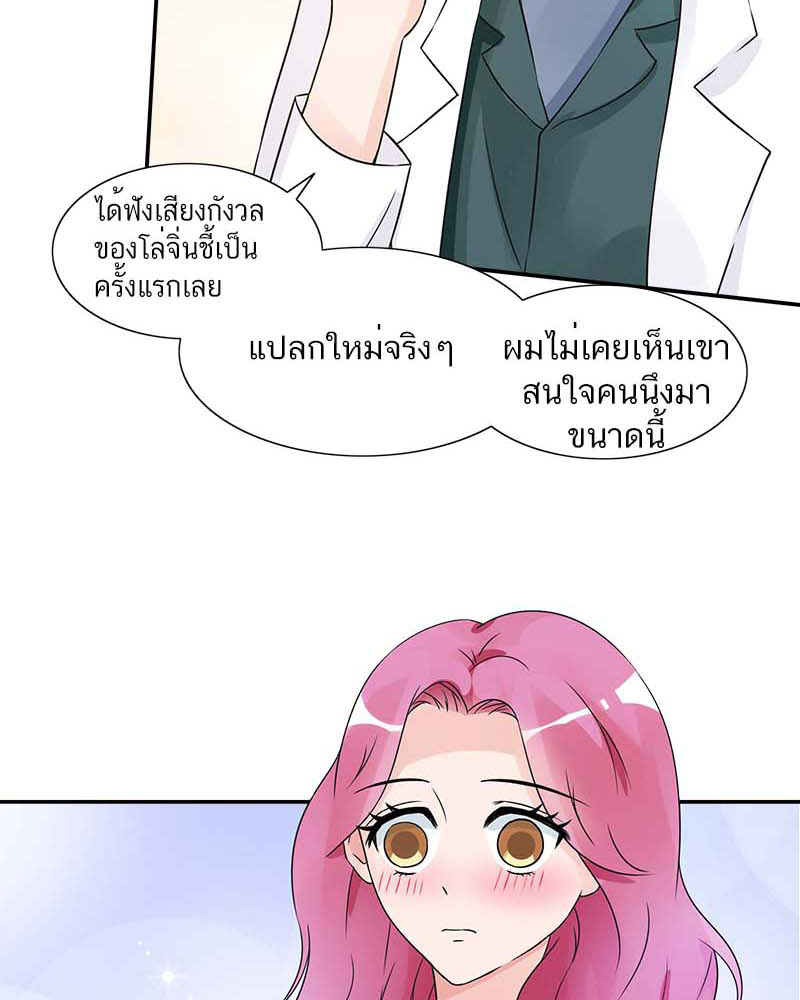 ได้ฟังเสียงกังวล
ของโล่จิ่นชี้เป็น
ครั้งแรกเลย
แปลกใหม่จริงๆ
ผมไม่เคยเห็นเขา
สนใจคนนึงมา
ขนาดนี้